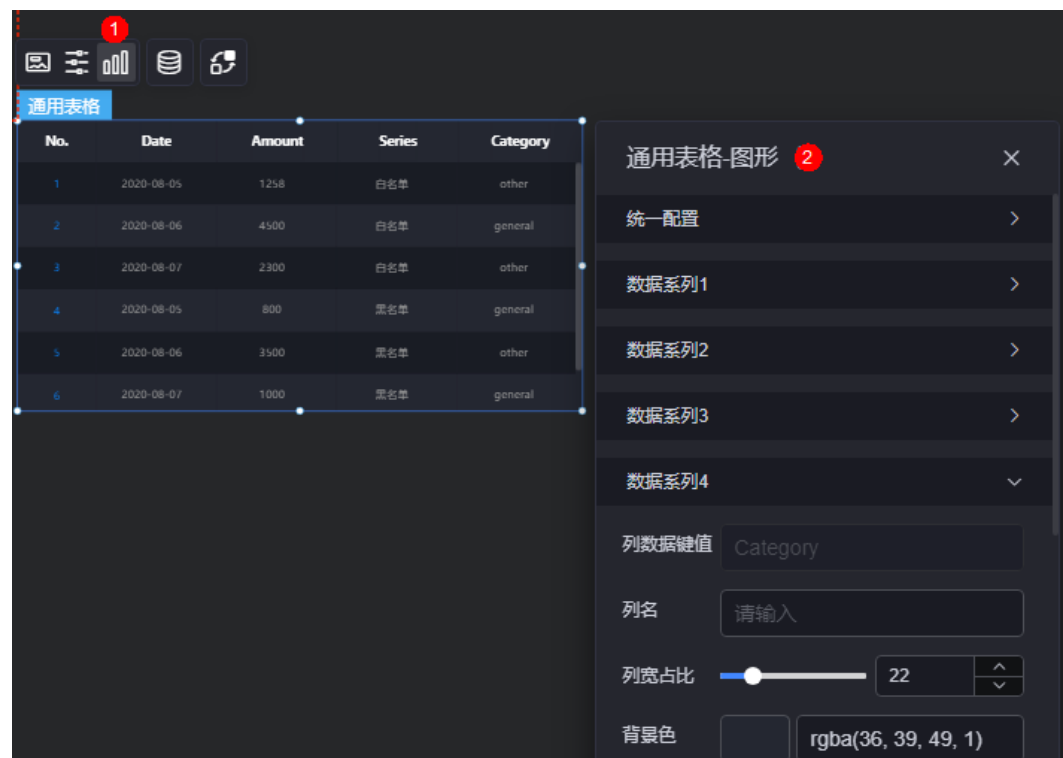 1
通用表格
No. Date Amount Series Category
1 2020-08-05 1258 白名单 other
2 2020-08-06 4500 白名单 general
3 2020-08-07 2300 白名单 other
4 2020-08-05 800 黑名单 general
5 2020-08-06 3500 黑名单 other
6 2020-08-07 1000 黑名单 general
通用表格-图形 2
统一配置
数据系列1
数据系列2
数据系列3
数据系列4
列数据键值 Category
列名 请输入
列宽占比 22
背景色 rgba(36, 39, 49, 1)